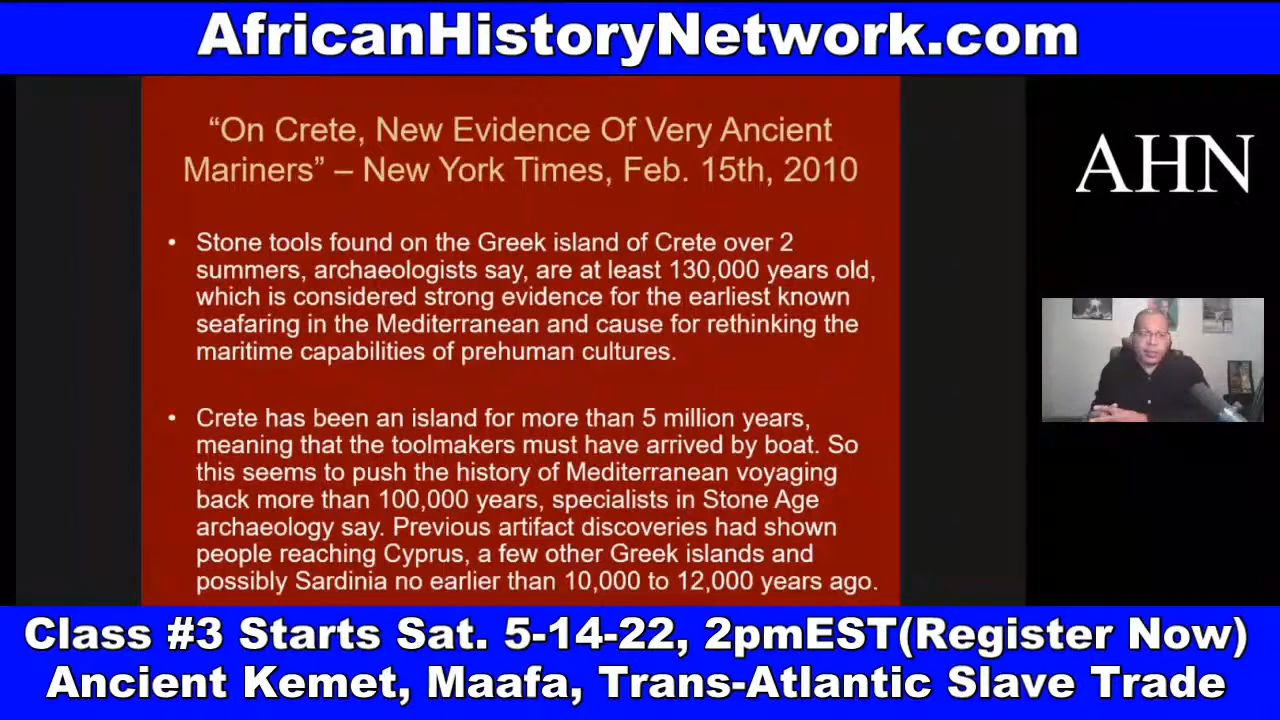 AfricanHistoryNetwork.com
“On Crete, New Evidence Of Very Ancient
Mariners” – New York Times, Feb. 15th, 2010
AHN
• Stone tools found on the Greek island of Crete over 2
summers, archaeologists say, are at least 130,000 years old,
which is considered strong evidence for the earliest known
seafaring in the Mediterranean and cause for rethinking the
maritime capabilities of prehuman cultures.
• Crete has been an island for more than 5 million years,
meaning that the toolmakers must have arrived by boat. So
this seems to push the history of Mediterranean voyaging
back more than 100,000 years, specialists in Stone Age
archaeology say. Previous artifact discoveries had shown
people reaching Cyprus, a few other Greek islands and
possibly Sardinia no earlier than 10,000 to 12,000 years ago.
Class #3 Starts Sat. 5-14-22, 2pmEST(Register Now)
Ancient Kemet, Maafa, Trans-Atlantic Slave Trade